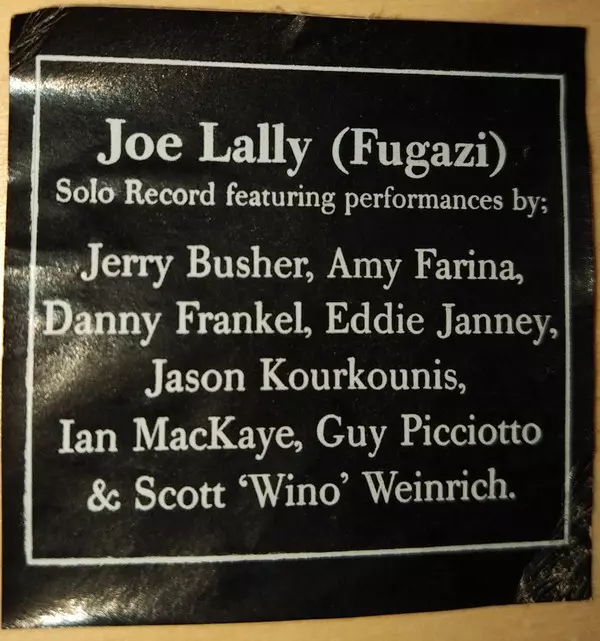 Joe Lally (Fugazi)
Solo Record featuring performances by;
Jerry Busher, Amy Farina,
Danny Frankel, Eddie Janney,
Jason Kourkounis,
Ian MacKaye, Guy Picciotto
& Scott ‘Wino’ Weinrich.